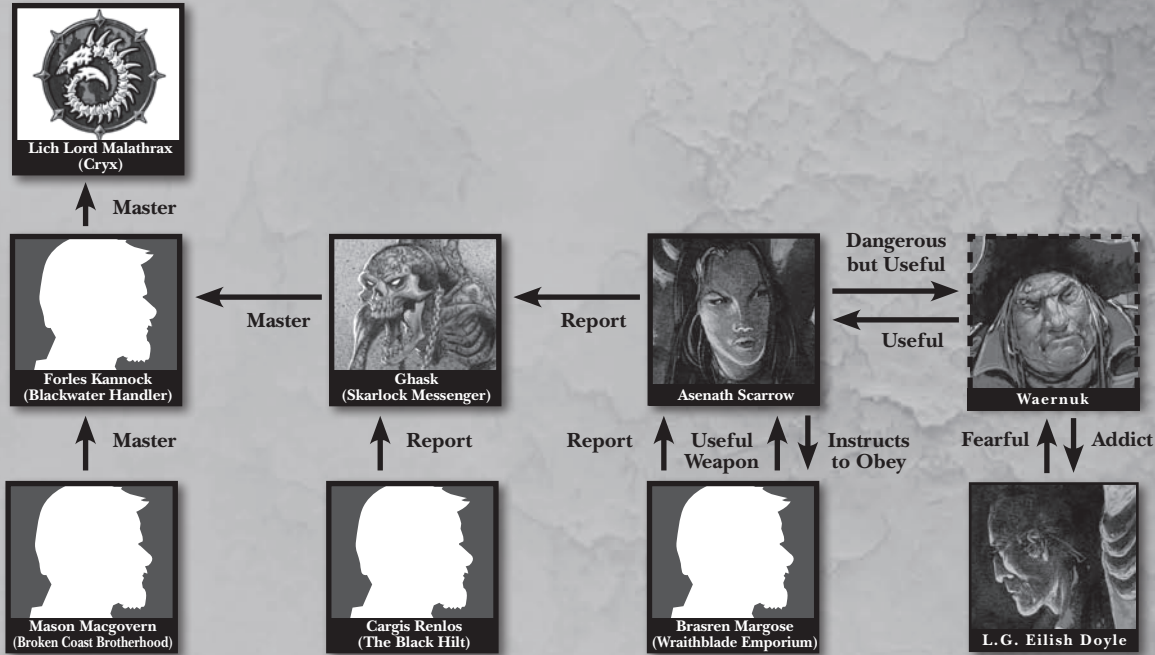 Lich Lord Malathrax
(Cryx)
Master
Dangerous
but Useful
Master
Report
Useful
Forles Kannock
(Blackwater Handler)
Ghask
(Skarlock Messenger)
Asenath Scarrow
Waernuk
Master
Report
Report
Useful
Weapon
Instructs
to Obey
Fearful
Addict
Mason Macgovern
(Broken Coast Brotherhood)
Cargis Renlos
(The Black Hilt)
Brasren Margose
(Wraithblade Emporium)
L.G. Eilish Doyle